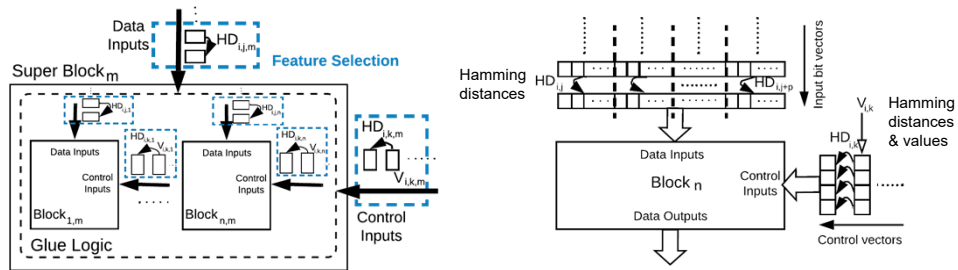 Data
Inputs
HD i,j,m
Feature Selection
Super Block m
HD i,j,1
HD i,j,n
HD i,k,1
V i,k,1
HD i,k,n
V i,k,n
Data Inputs
Data Inputs
Control
Inputs
Control
Inputs
Block 1,m
Block n,m
Glue Logic
HD i,k,m
V i,k,m
Control
Inputs
Hamming
distances
HD i,j
HD i,j+p
Input bit vectors
Data Inputs
Block n
Control
Inputs
Data Outputs
V i,k
HD i,k
Hamming
distances
& values
Control vectors